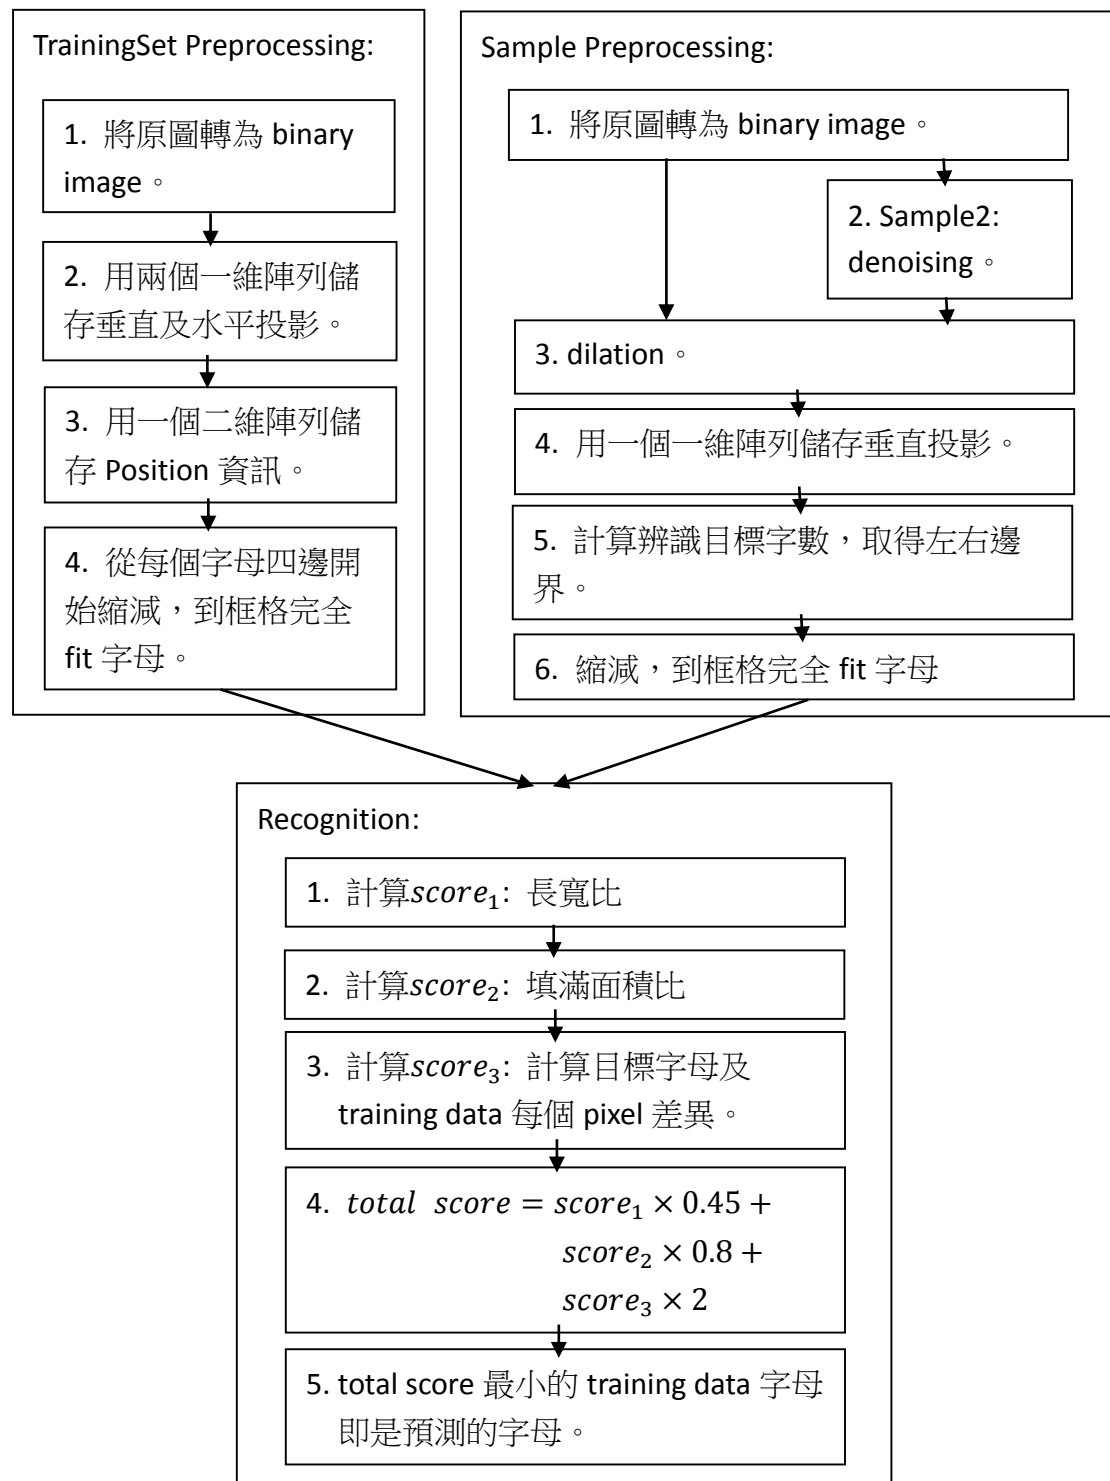 TrainingSet Preprocessing:
1. 將原圖轉為 binary
image。
2. 用兩個一維陣列儲
存垂直及水平投影。
3. 用一個二維陣列儲
存 Position 資訊。
4. 從每個字母四邊開
始縮减，到框格完全
fit 字母。
Sample Preprocessing:
1. 將原圖轉為 binary image。
2. Sample2:
denoising。
3. dilation。
4. 用一個一維陣列儲存垂直投影。
5. 計算辨識目標字數，取得左右邊
界。
6. 縮减，到框格完全 fit 字母
Recognition:
1. 計算score₁: 長寬比
2. 計算score₂: 填滿面積比
3. 計算score₃: 計算目標字母及
training data 每個 pixel 差異。
4. total score = score₁ × 0.45 +
score₂ × 0.8 +
score₃ × 2
5. total score 最小的 training data 字母
即是預測的字母。